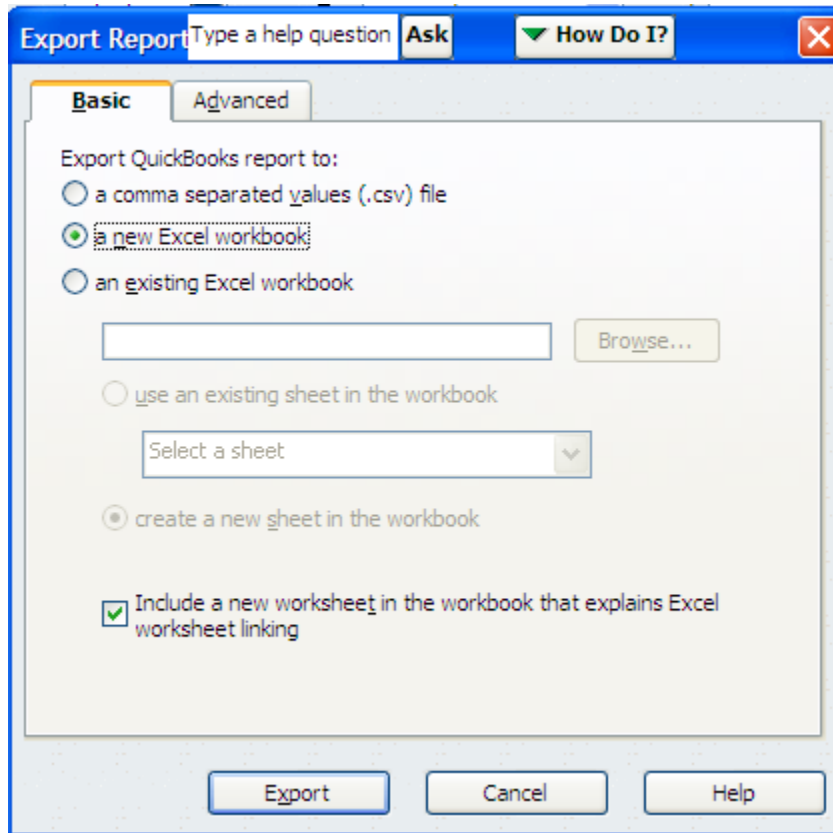 Export Report Type a help question Ask How Do I?
Basic Advanced
Export QuickBooks report to:
a comma separated values (.csv) file
a new Excel workbook
an existing Excel workbook
Browse...
use an existing sheet in the workbook
Select a sheet
create a new sheet in the workbook
Include a new worksheet in the workbook that explains Excel
worksheet linking
Export Cancel Help